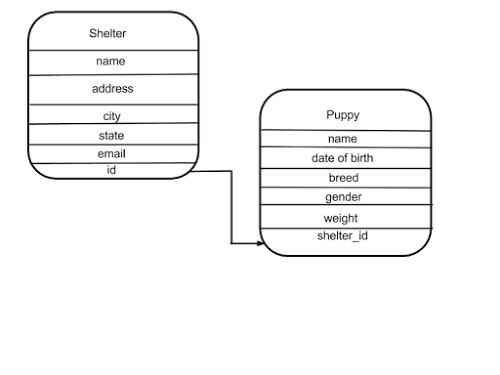 Shelter
name
address
city
state
email
id
Puppy
name
date of birth
breed
gender
weight
shelter_id